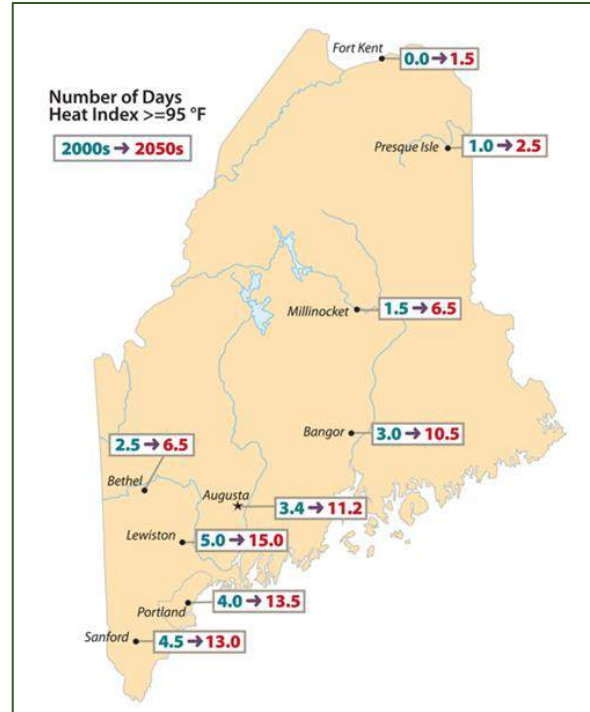 Fort Kent
0.0 → 1.5
Number of Days
Heat Index >=95 °F
2000s → 2050s
Presque Isle
1.0 → 2.5
Millinocket
1.5 → 6.5
Bangor
3.0 → 10.5
2.5 → 6.5
Bethel
Augusta
3.4 → 11.2
Lewiston
5.0 → 15.0
Portland
4.0 → 13.5
Sanford
4.5 → 13.0